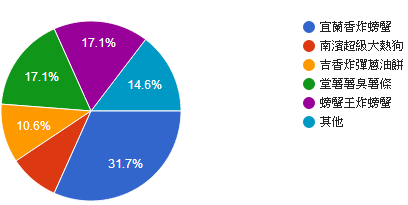 17.1%
17.1%
14.6%
10.6%
31.7%
宜蘭香炸螃蟹
南濱超級大熱狗
吉香炸彈蔥油餅
堂薯薯臭薯條
螃蟹王炸螃蟹
其他